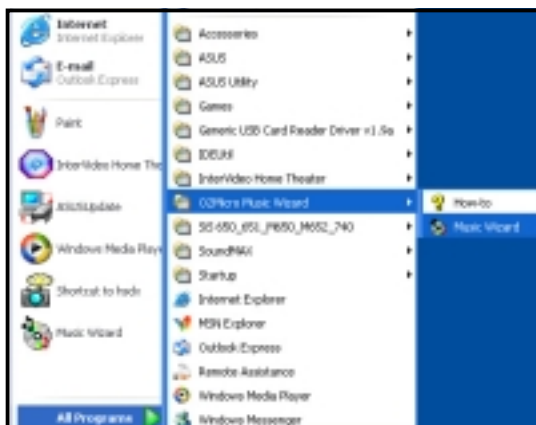 Internet
Internet Explorer
E-mail
Outlook Express
Paint
InterVideo Home The
ASUSUpdate
Windows Media Playe
Shortcut to
Music Wizard
All Programs
Accessories
ASUS
ASUS Utility
Games
Generic USB Card Reader Driver v1.9a
IDEUtil
InterVideo Home Theater
O2Micro Music Wizard
SiS 650_651_M650_M652_740
SoundMAX
Startup
Internet Explorer
MSN Explorer
Outlook Express
Remote Assistance
Windows Media Player
Windows Messenger
How-to
Music Wizard